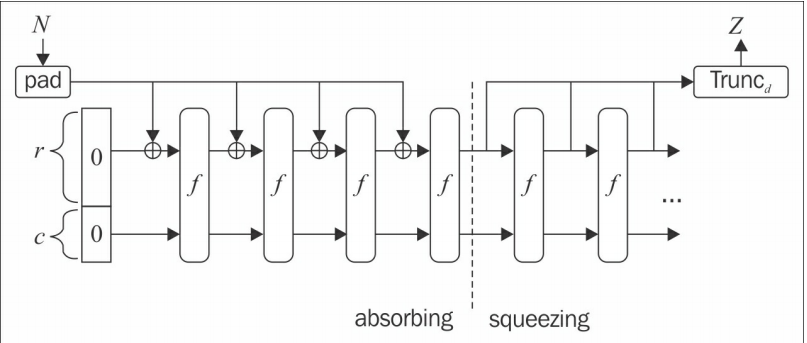 N
Z
pad
Trunc_d
r
0
⊕ ⊕ ⊕ ⊕
f f f f f f
c
0
...
absorbing squeezing